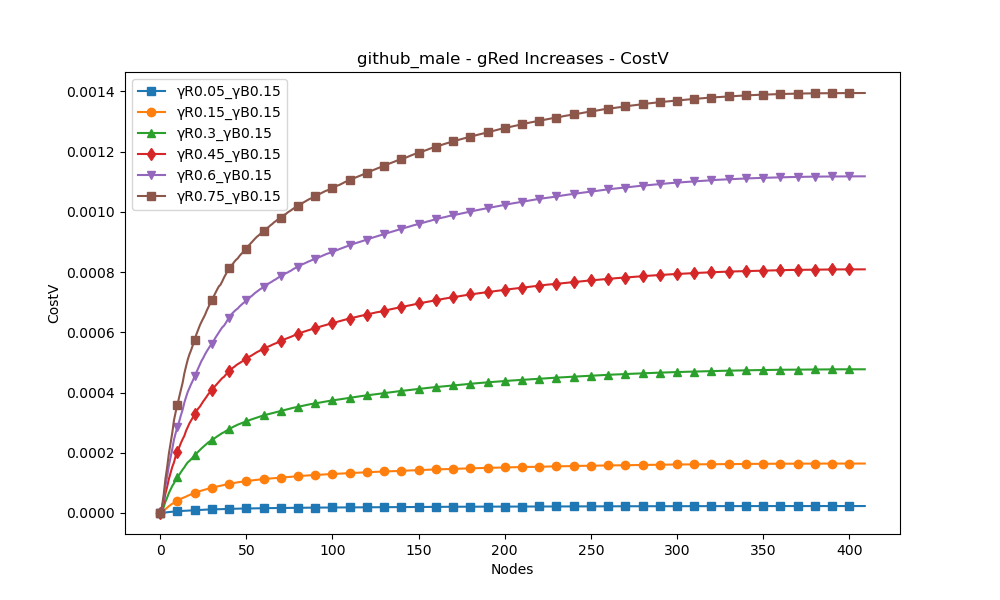 github_male - gRed Increases - CostV
γR0.05_γB0.15
γR0.15_γB0.15
γR0.3_γB0.15
γR0.45_γB0.15
γR0.6_γB0.15
γR0.75_γB0.15
0.0014
0.0012
0.0010
0.0008
0.0006
0.0004
0.0002
0.0000
CostV
0 50 100 150 200 250 300 350 400
Nodes